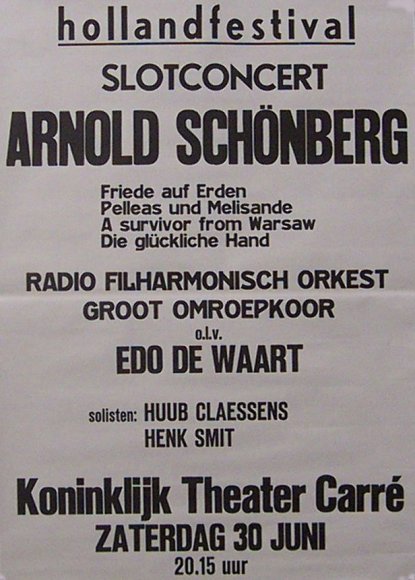 hollandfestival
SLOTCONCERT
ARNOLD SCHÖNBERG
Friede auf Erden
Pelleas und Melisande
A survivor from Warsaw
Die glückliche Hand
RADIO FILHARMONISCH ORKEST
GROOT OMROEPKOOR
o.l.v.
EDO DE WAART
solisten: HUUB CLAESSENS
HENK SMIT
Koninklijk Theater Carré
ZATERDAG 30 JUNI
20.15 uur